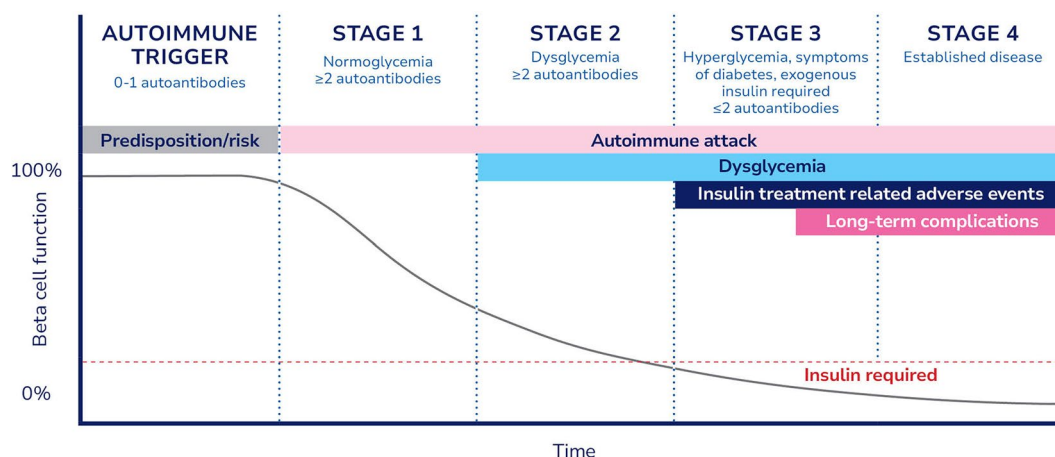 AUTOIMMUNE
TRIGGER
0-1 autoantibodies
STAGE 1
Normoglycemia
≥2 autoantibodies
STAGE 2
Dysglycemia
≥2 autoantibodies
STAGE 3
Hyperglycemia, symptoms
of diabetes, exogenous
insulin required
≤2 autoantibodies
STAGE 4
Established disease
Predisposition/risk
Autoimmune attack
Dysglycemia
Insulin treatment related adverse events
Long-term complications
100%
Beta cell function
0%
Insulin required
Time